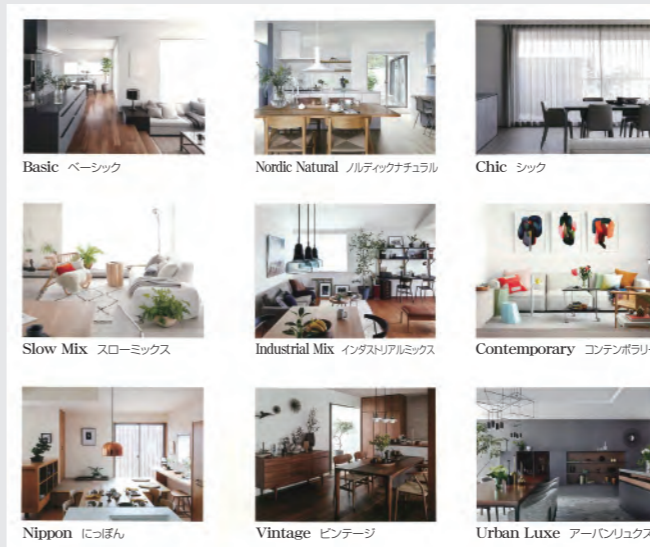 Basic ベーシック
Nordic Natural ノルディックナチュラル
Chic シック
Slow Mix スローミックス
Industrial Mix インダストリアルミックス
Contemporary コンテンポラリー
Nippon にっぽん
Vintage ビンテージ
Urban Luxe アーバンリュクス